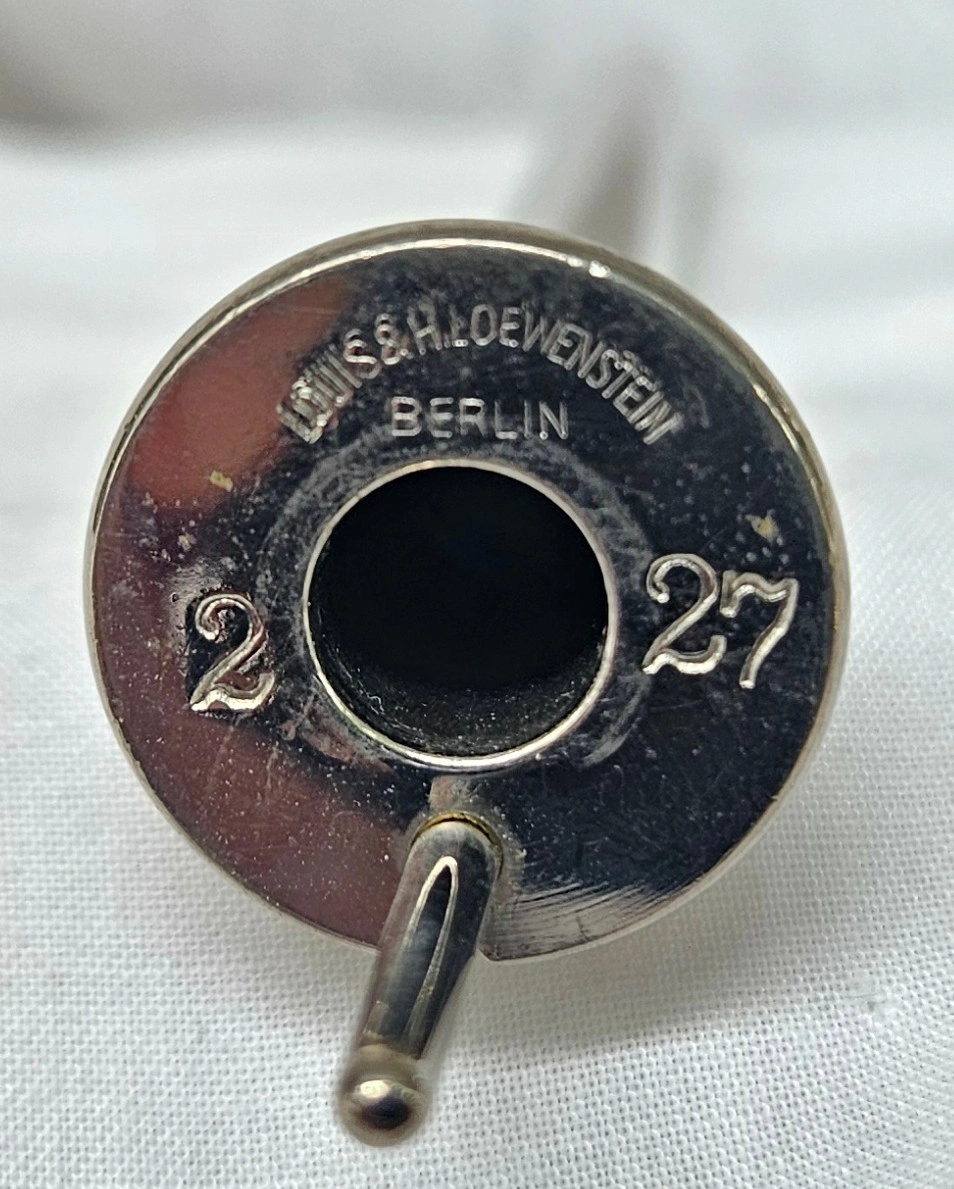 LOUIS & H. LOEWENSTEIN
BERLIN
2 27